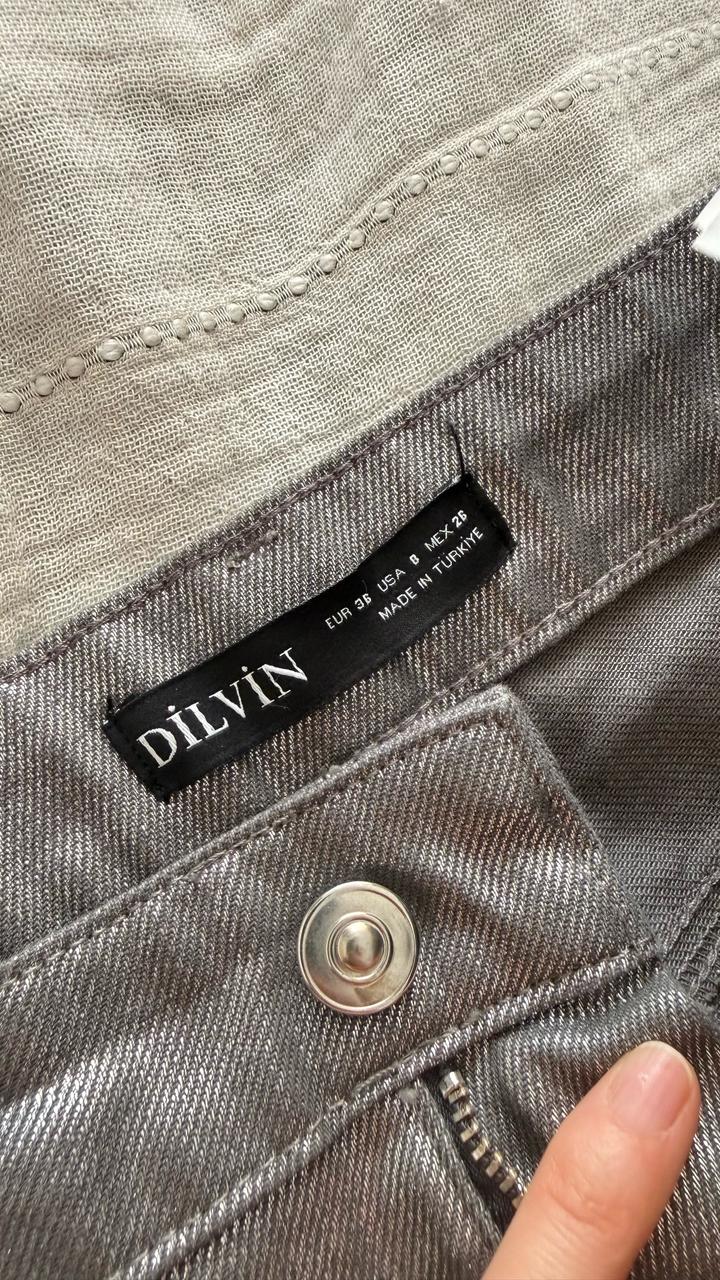 DİLVİN
EUR 36 USA 6 MEX 26
MADE IN TÜRKİYE